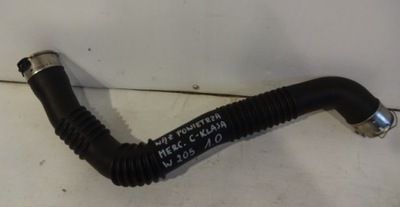 WĄŻ POWIETRZA
MERC. C-KLASA
W 205 1.0